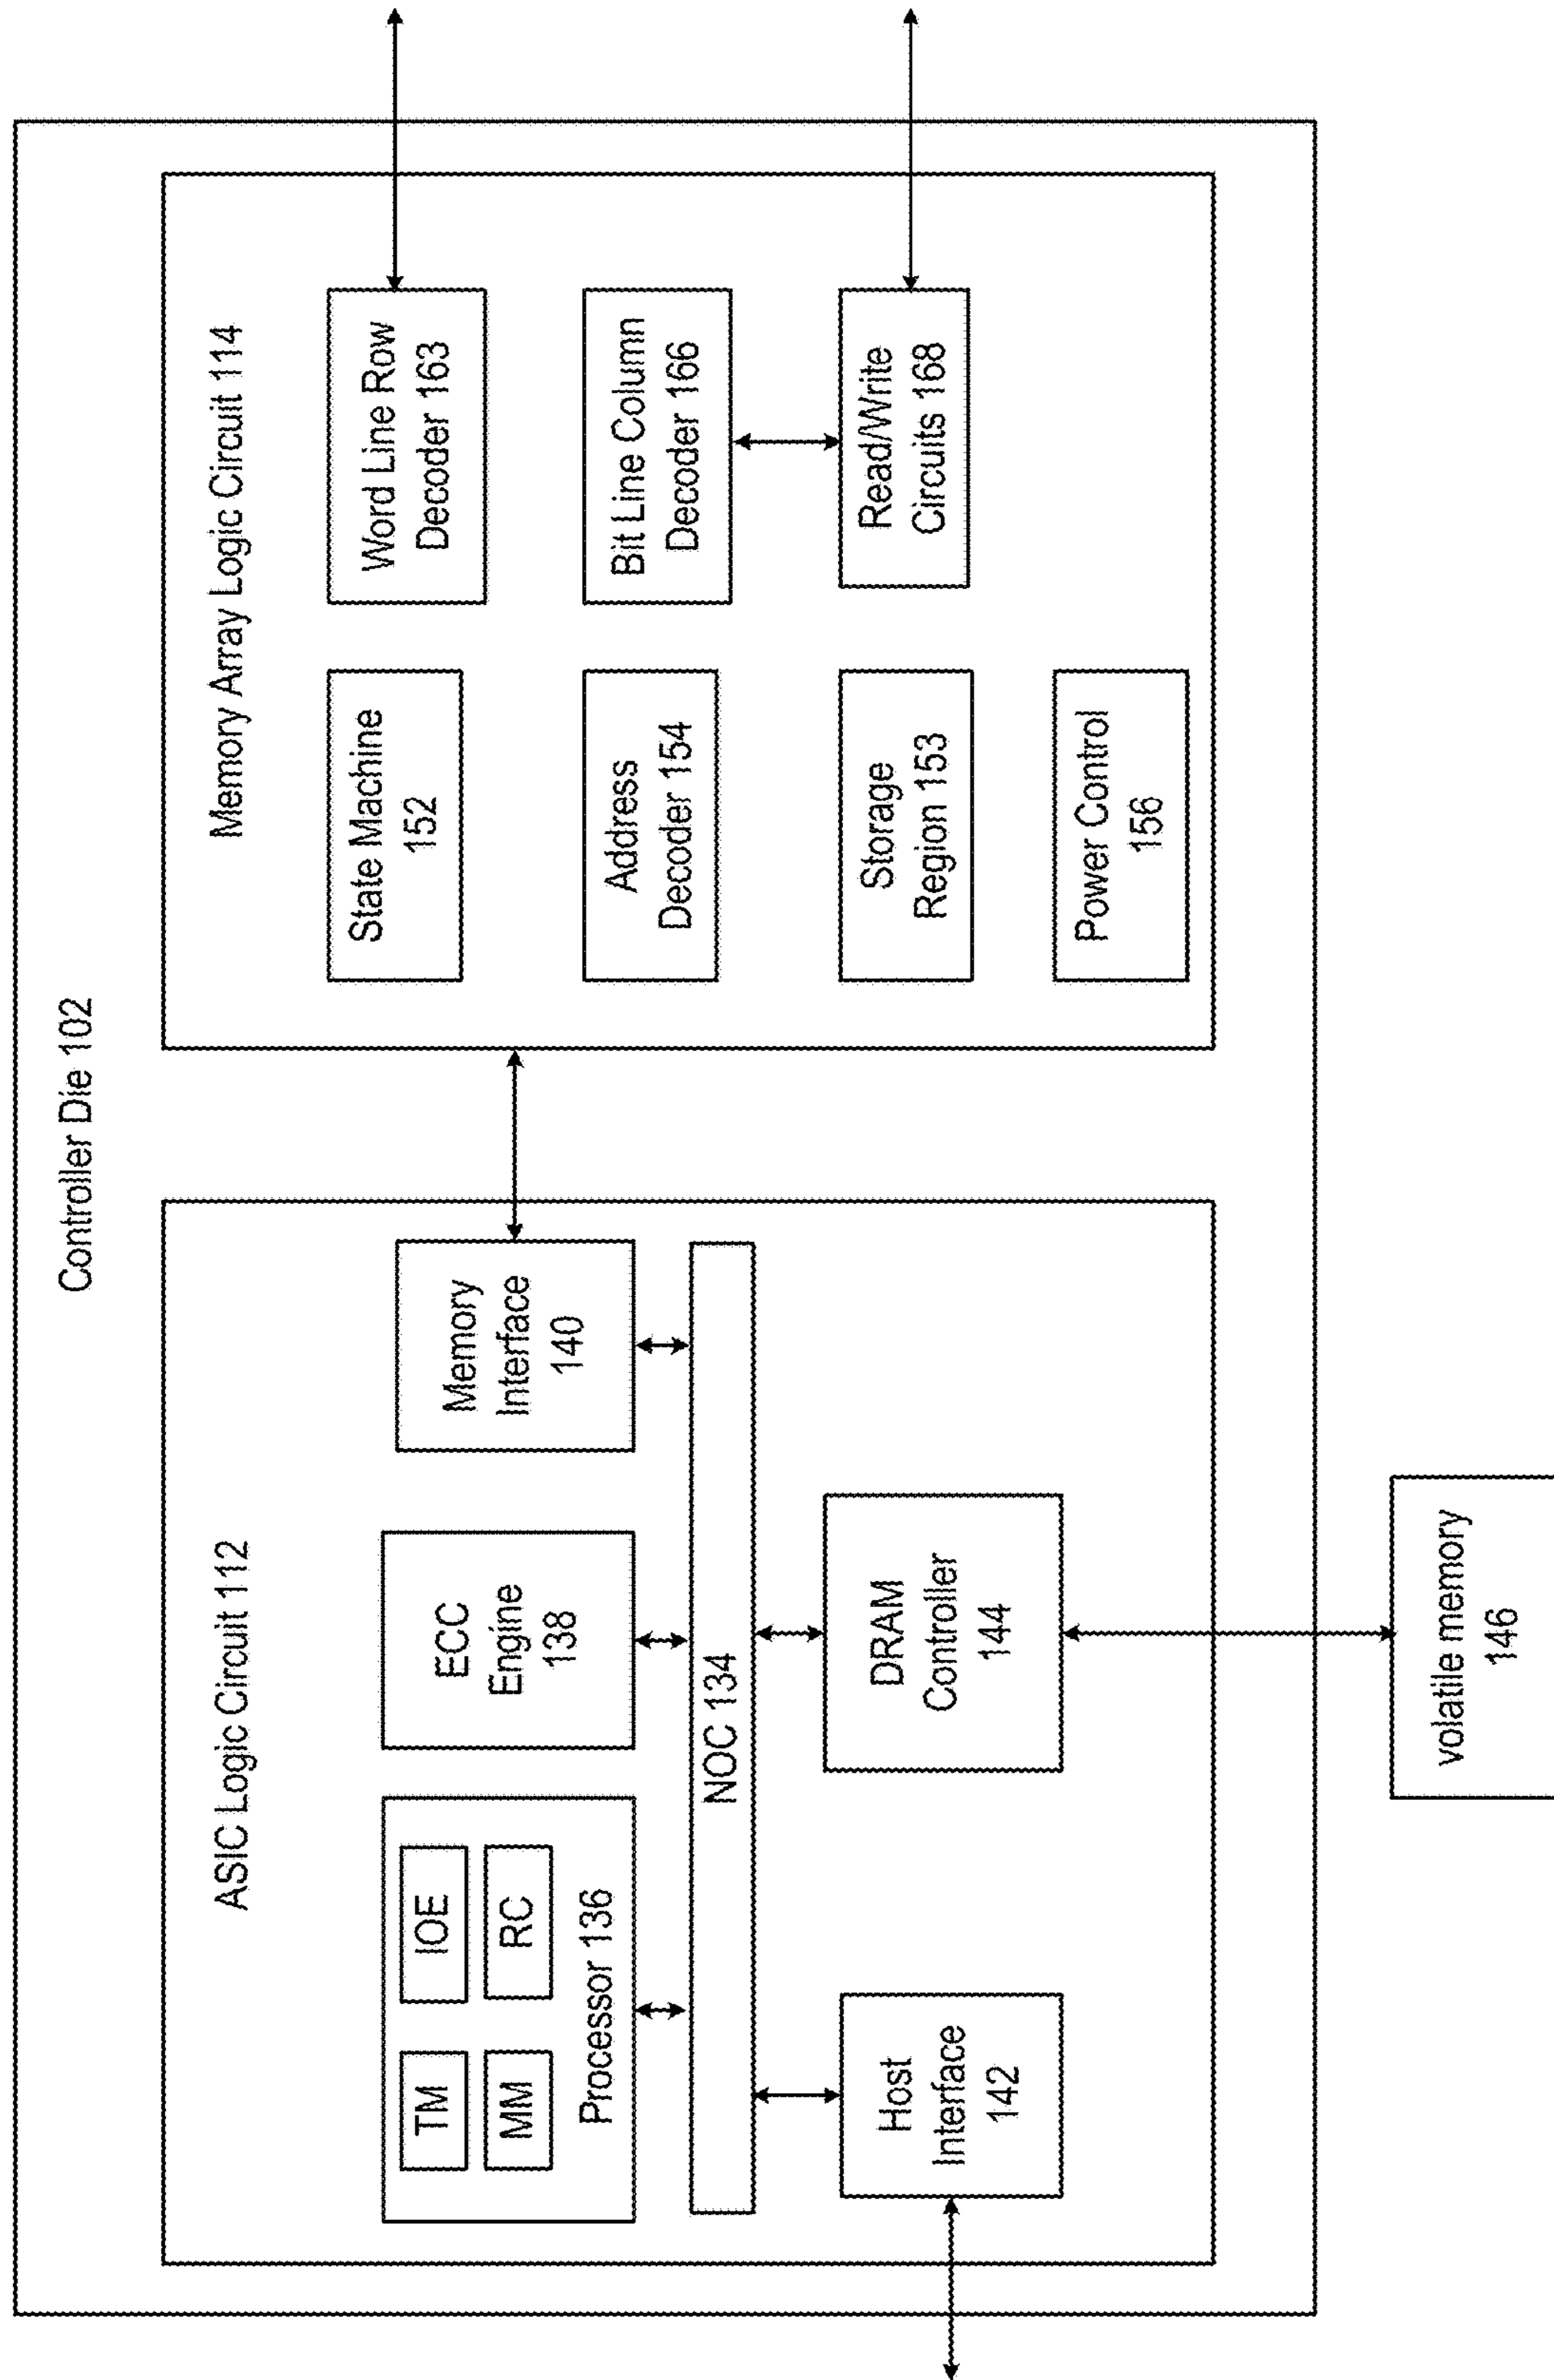 Controller Die 102
ASIC Logic Circuit 112
TM
IOE
MM
RC
Processor 136
ECC
Engine
138
Memory
Interface
140
NOC 134
Host
Interface
142
DRAM
Controller
144
volatile memory
146
Memory Array Logic Circuit 114
State Machine
152
Word Line Row
Decoder 163
Address
Decoder 154
Bit Line Column
Decoder 166
Storage
Region 153
Read/Write
Circuits 168
Power Control
156